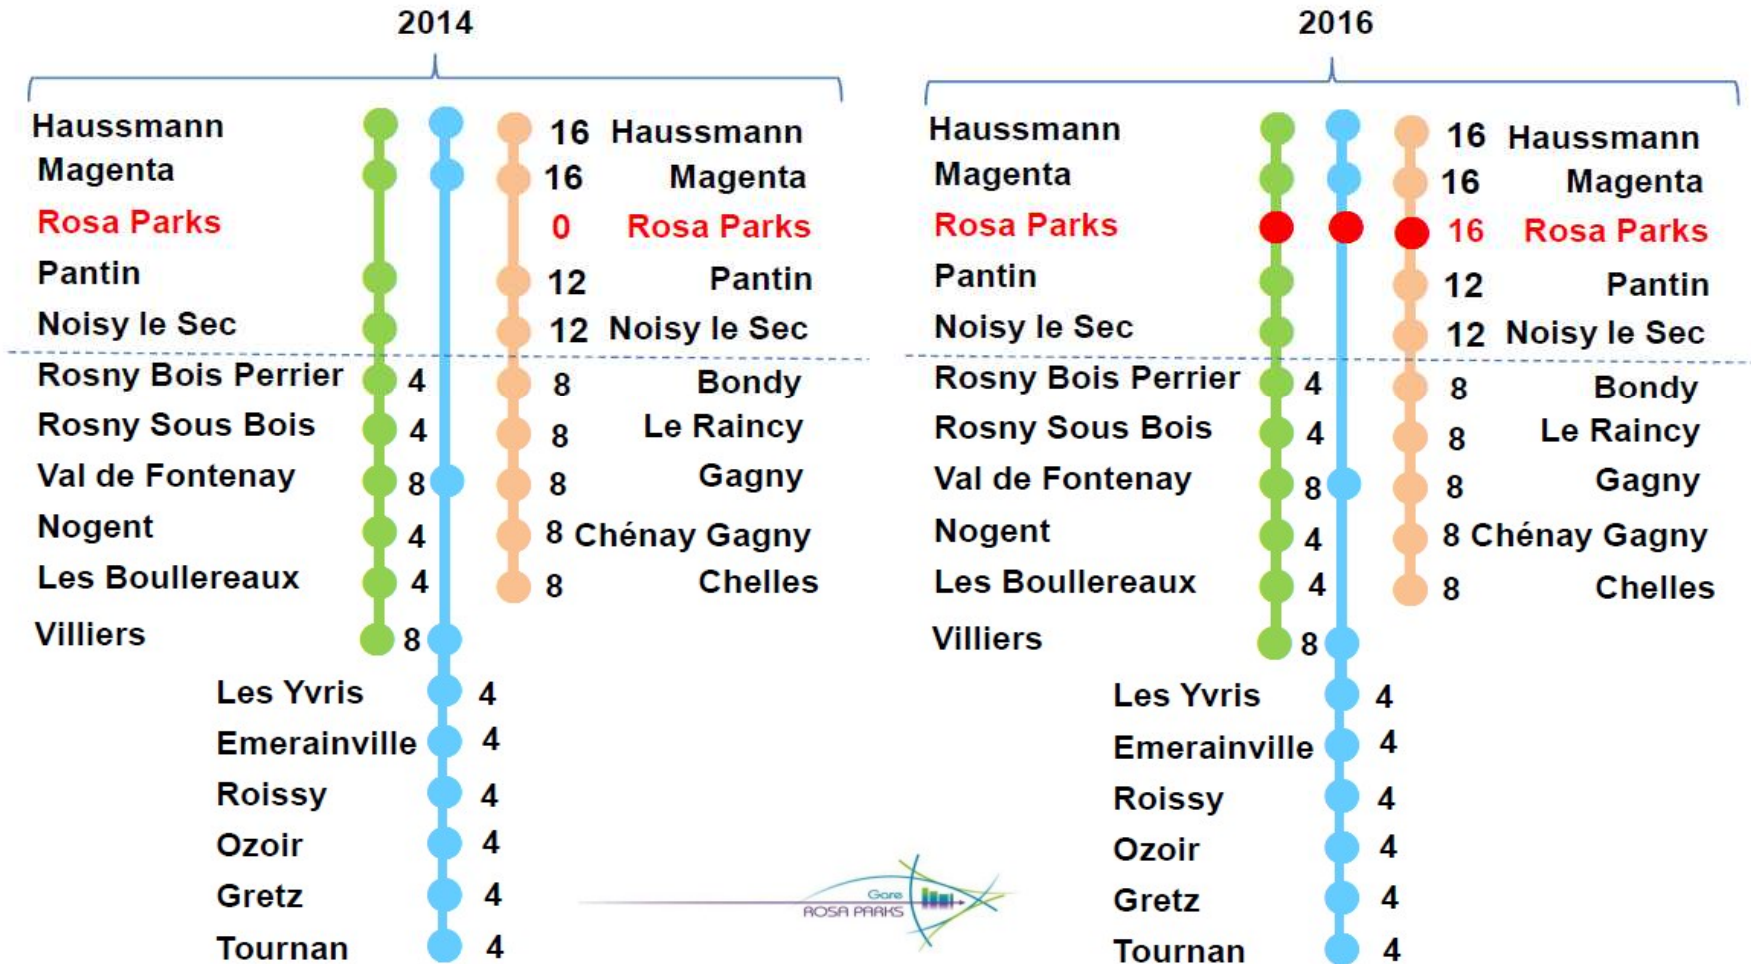 2014
Haussmann 16 Haussmann
Magenta 16 Magenta
Rosa Parks 0 Rosa Parks
Pantin 12 Pantin
Noisy le Sec 12 Noisy le Sec
Rosny Bois Perrier 4 8 Bondy
Rosny Sous Bois 4 8 Le Raincy
Val de Fontenay 8 8 Gagny
Nogent 4 8 Chénay Gagny
Les Boullereaux 4 8 Chelles
Villiers 8
Les Yvris 4
Emerainville 4
Roissy 4
Ozoir 4
Gretz 4
Tournan 4
2016
Haussmann 16 Haussmann
Magenta 16 Magenta
Rosa Parks 16 Rosa Parks
Pantin 12 Pantin
Noisy le Sec 12 Noisy le Sec
Rosny Bois Perrier 4 8 Bondy
Rosny Sous Bois 4 8 Le Raincy
Val de Fontenay 8 8 Gagny
Nogent 4 8 Chénay Gagny
Les Boullereaux 4 8 Chelles
Villiers 8
Les Yvris 4
Emerainville 4
Roissy 4
Ozoir 4
Gretz 4
Tournan 4
Gare
ROSA PARKS